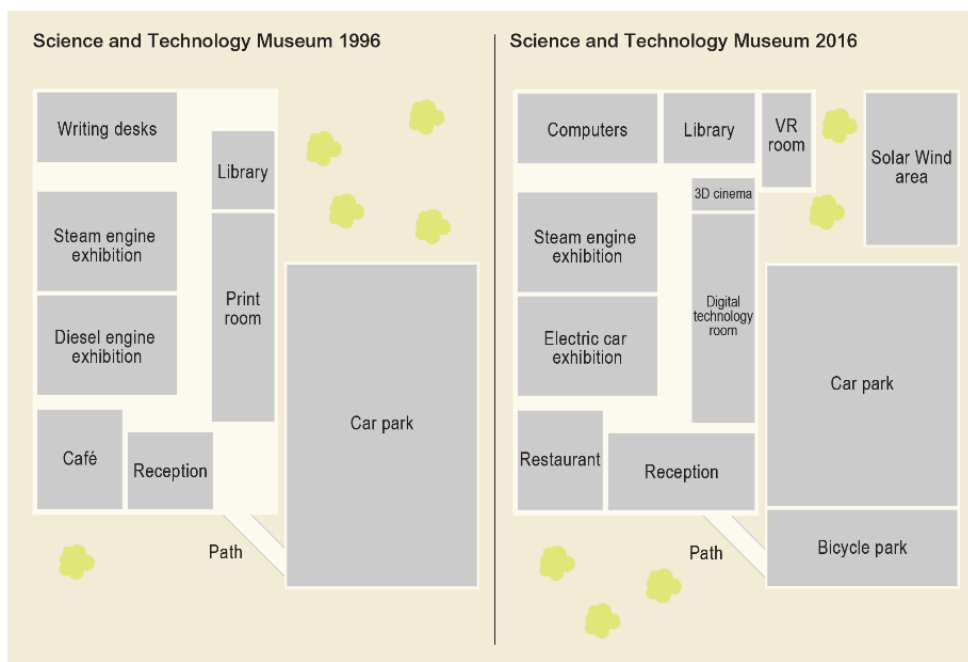 Science and Technology Museum 1996
Writing desks
Library
Steam engine
exhibition
Print
room
Diesel engine
exhibition
Car park
Café
Reception
Path
Science and Technology Museum 2016
Computers
Library
VR
room
Solar Wind
area
3D cinema
Steam engine
exhibition
Digital
technology
room
Electric car
exhibition
Car park
Restaurant
Reception
Path
Bicycle park